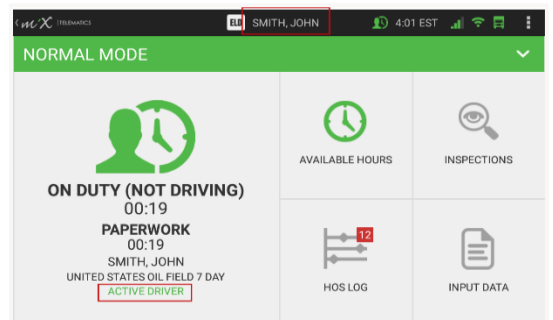 mX | TELEMATICS
ELD SMITH, JOHN
4:01 EST
NORMAL MODE
ON DUTY (NOT DRIVING)
00:19
PAPERWORK
00:19
SMITH, JOHN
UNITED STATES OIL FIELD 7 DAY
ACTIVE DRIVER
AVAILABLE HOURS
INSPECTIONS
12
HOS LOG
INPUT DATA